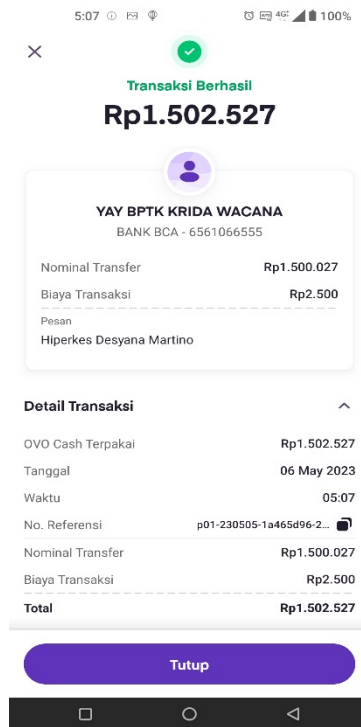 5:07 4G 100%
Transaksi Berhasil
Rp1.502.527
YAY BPTK KRIDA WACANA
BANK BCA - 6561066555
Nominal Transfer Rp1.500.027
Biaya Transaksi Rp2.500
Pesan
Hiperkes Desyana Martino
Detail Transaksi
OVO Cash Terpakai Rp1.502.527
Tanggal 06 May 2023
Waktu 05:07
No. Referensi p01-230505-1a465d96-2...
Nominal Transfer Rp1.500.027
Biaya Transaksi Rp2.500
Total Rp1.502.527
Tutup